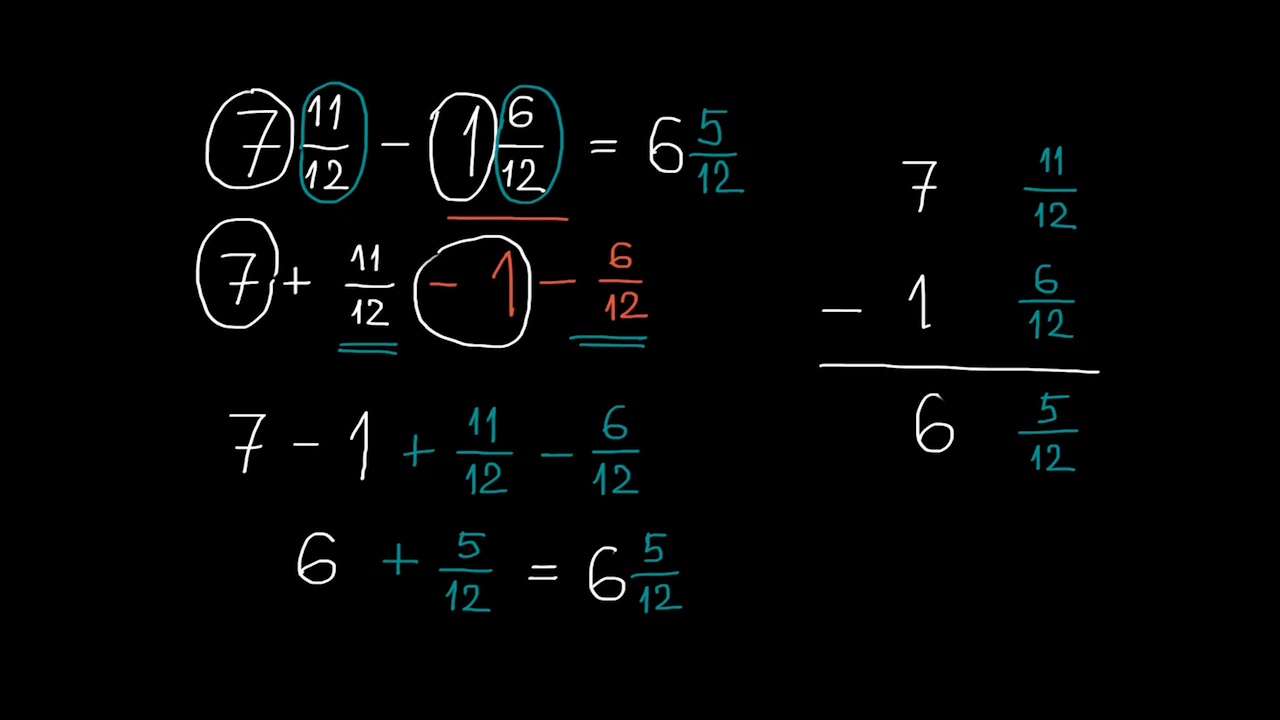 7 11/12 - 1 6/12 = 6 5/12
7 + 11/12 - 1 - 6/12
7 - 1 + 11/12 - 6/12
6 + 5/12 = 6 5/12
7 11/12
- 1 6/12
6 5/12